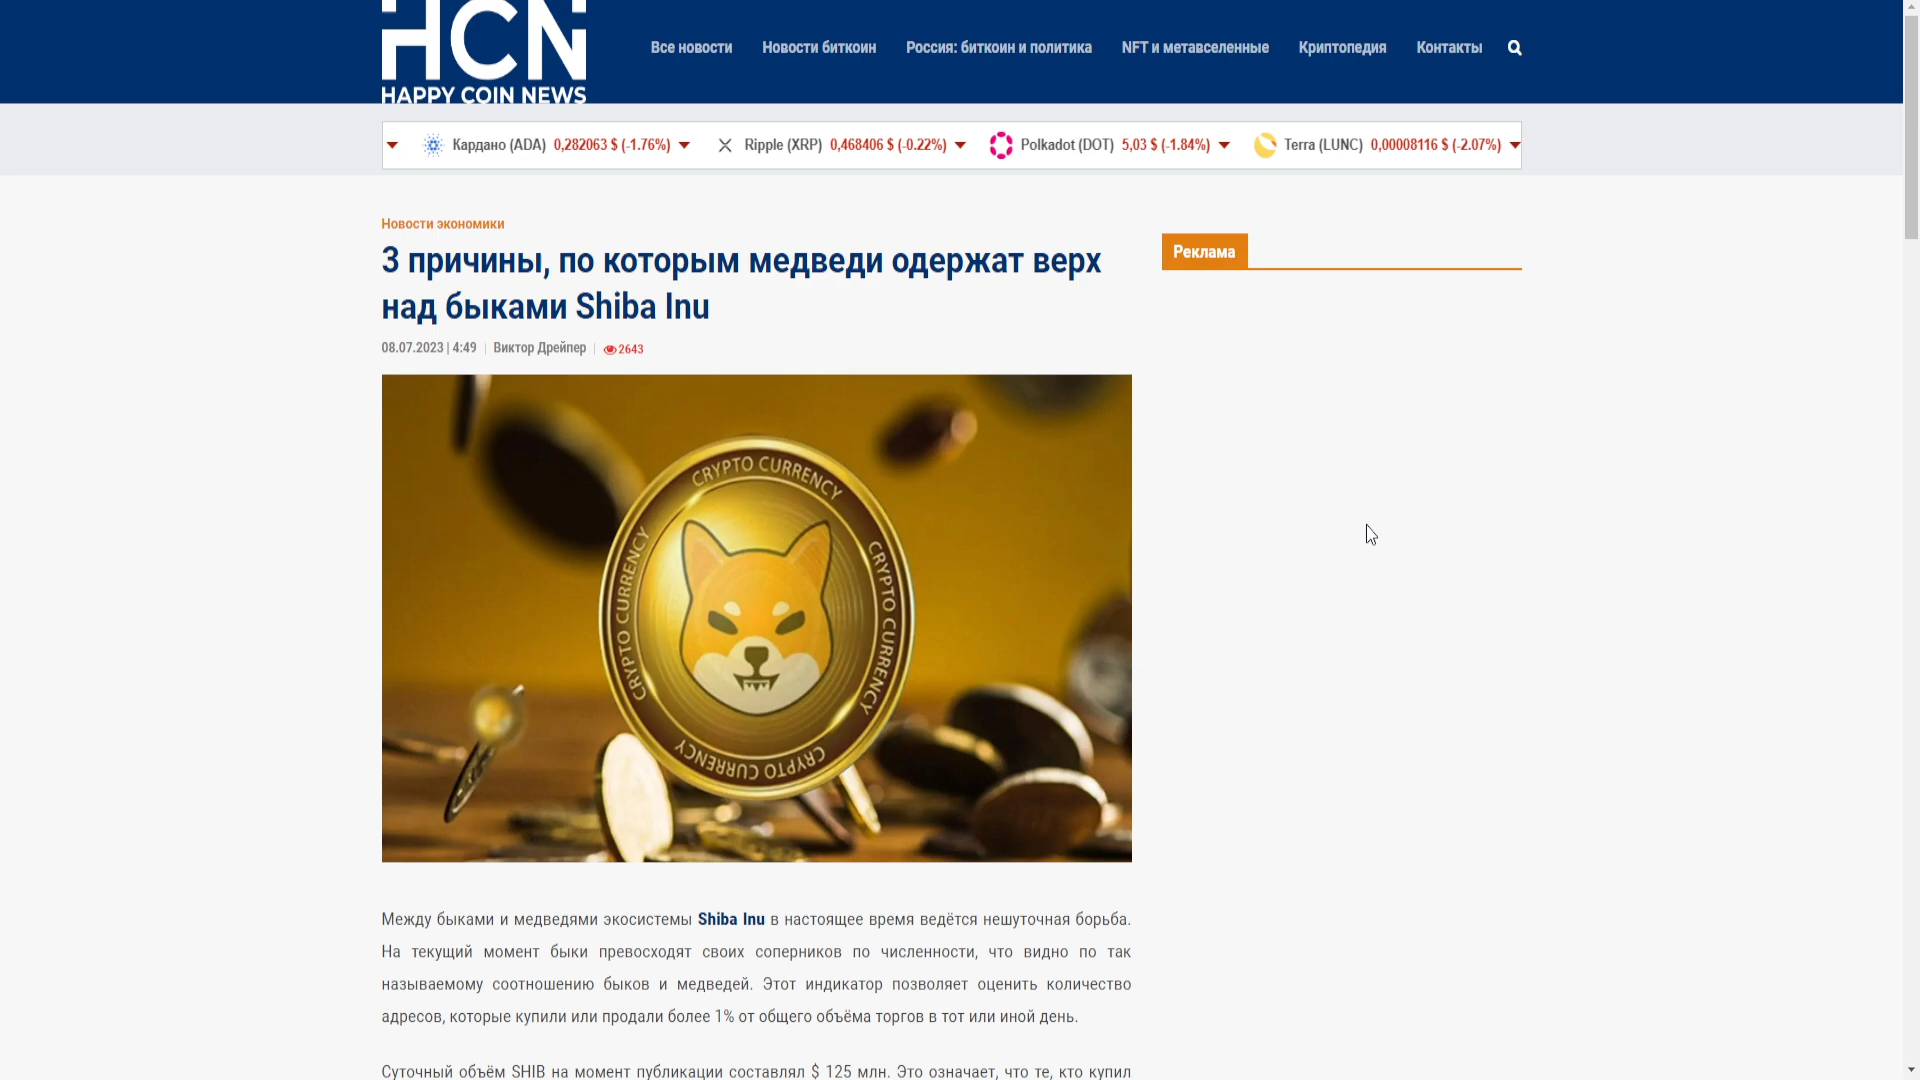 HCN
HAPPY COIN NEWS
Все новости Новости биткоин Россия: биткоин и политика NFT и метавселенные Криптопедия Контакты
Кардано (ADA) 0,282063 $ (-1.76%) Ripple (XRP) 0,468406 $ (-0.22%) Polkadot (DOT) 5,03 $ (-1.84%) Terra (LUNC) 0,00008116 $ (-2.07%)
Новости экономики
3 причины, по которым медведи одержат верх
над быками Shiba Inu
08.07.2023 | 4:49 | Виктор Дрейпер | 2643
Реклама
CRYPTO CURRENCY
CRYPTO CURRENCY
CRYPTO CURRENCY
CRYPTO CURRENCY
Между быками и медведями экосистемы Shiba Inu в настоящее время ведётся нешуточная борьба.
На текущий момент быки превосходят своих соперников по численности, что видно по так
называемому соотношению быков и медведей. Этот индикатор позволяет оценить количество
адресов, которые купили или продали более 1% от общего объёма торгов в тот или иной день.
Суточный объём SHIB на момент публикации составлял $ 125 млн. Это означает, что те, кто купил